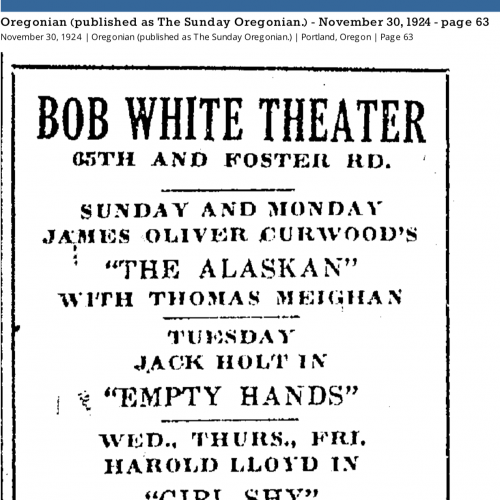 Oregonian (published as The Sunday Oregonian.) - November 30, 1924 - page 63
November 30, 1924 | Oregonian (published as The Sunday Oregonian.) | Portland, Oregon | Page 63
BOB WHITE THEATER
65TH AND FOSTER RD.
SUNDAY AND MONDAY
JAMES OLIVER CURWOOD'S
"THE ALASKAN"
WITH THOMAS MEIGHAN
TUESDAY
JACK HOLT IN
"EMPTY HANDS"
WED., THURS., FRI.
HAROLD LLOYD IN
"GIRL SHY"